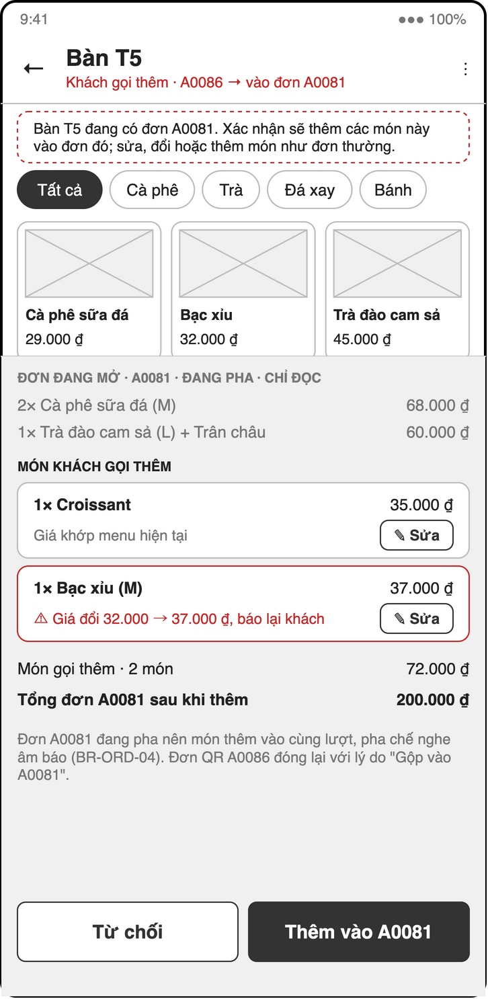 9:41
●●● 100%
←
Bàn T5
⋮
Khách gọi thêm · A0086 → vào đơn A0081
Bàn T5 đang có đơn A0081. Xác nhận sẽ thêm các món này
vào đơn đó; sửa, đổi hoặc thêm món như đơn thường.
Tất cả
Cà phê
Trà
Đá xay
Bánh
Cà phê sữa đá
29.000 ₫
Bạc xỉu
32.000 ₫
Trà đào cam sả
45.000 ₫
ĐƠN ĐANG MỞ · A0081 · ĐANG PHA · CHỈ ĐỌC
2× Cà phê sữa đá (M) 68.000 ₫
1× Trà đào cam sả (L) + Trân châu 60.000 ₫
MÓN KHÁCH GỌI THÊM
1× Croissant 35.000 ₫
Giá khớp menu hiện tại
✎ Sửa
1× Bạc xỉu (M) 37.000 ₫
⚠ Giá đổi 32.000 → 37.000 ₫, báo lại khách
✎ Sửa
Món gọi thêm · 2 món 72.000 ₫
Tổng đơn A0081 sau khi thêm 200.000 ₫
Đơn A0081 đang pha nên món thêm vào cùng lượt, pha chế nghe
âm báo (BR-ORD-04). Đơn QR A0086 đóng lại với lý do "Gộp vào
A0081".
Từ chối
Thêm vào A0081